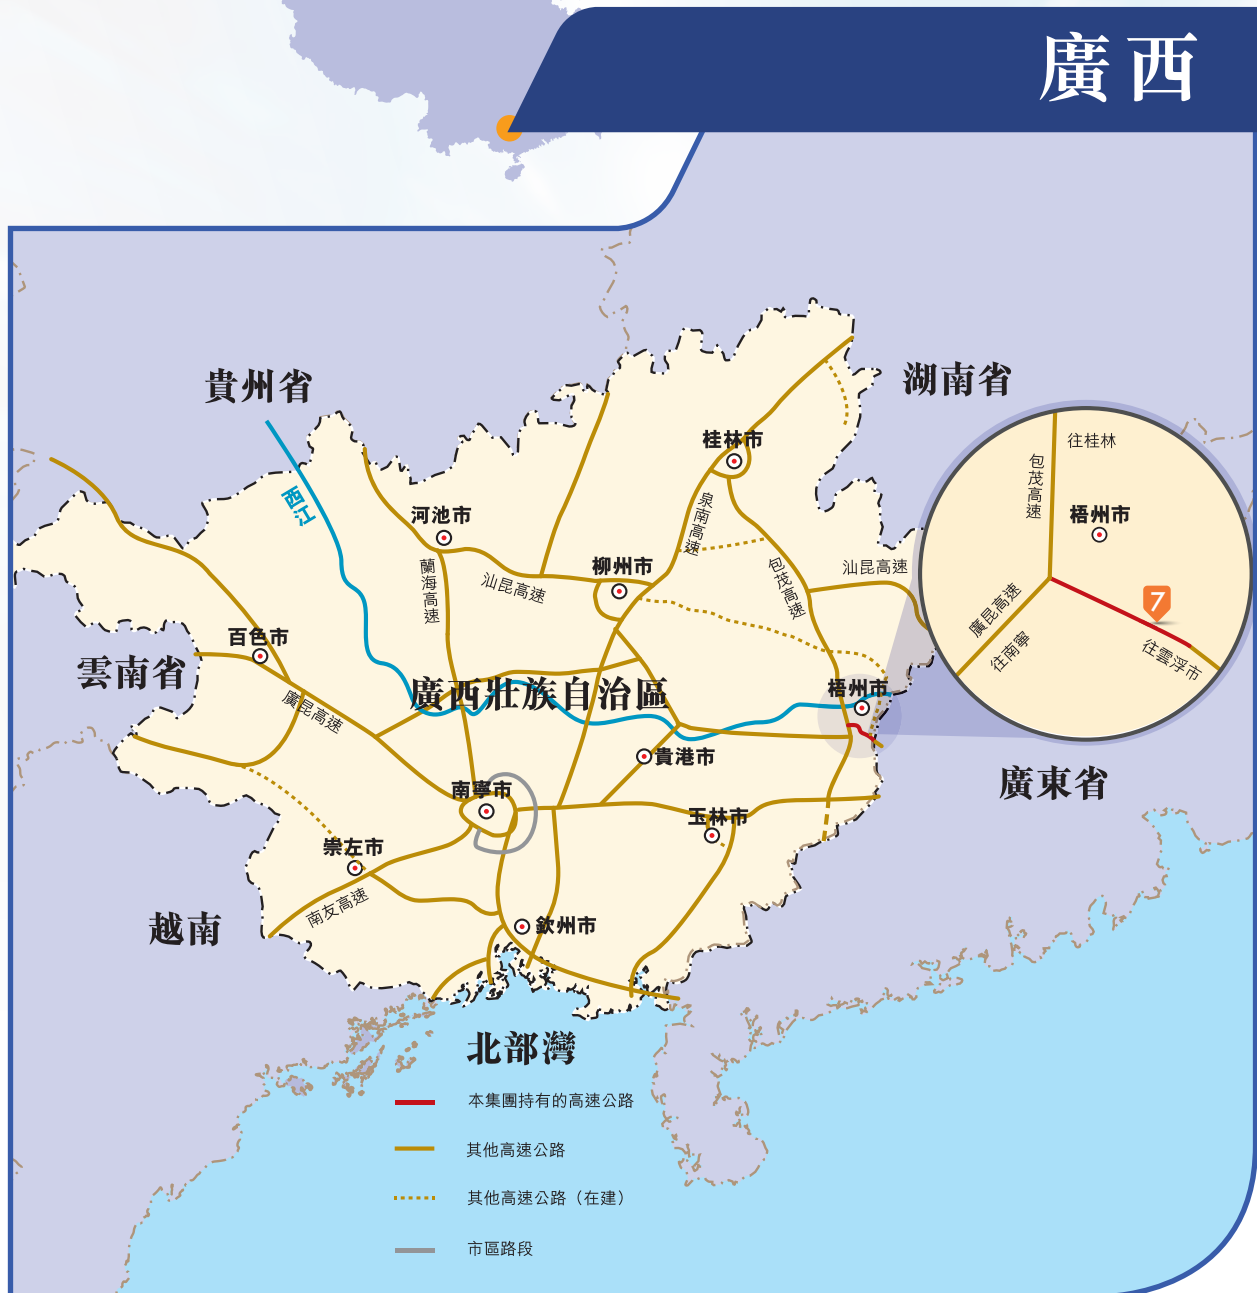 廣西
貴州省
湖南省
西江
桂林市
往桂林
包茂高速
河池市
泉南高速
梧州市
蘭海高速
汕昆高速
柳州市
包茂高速
汕昆高速
廣昆高速
7
百色市
往南寧
往雲浮市
雲南省
廣昆高速
廣西壯族自治區
梧州市
貴港市
廣東省
南寧市
玉林市
崇左市
南友高速
越南
欽州市
北部灣
本集團持有的高速公路
其他高速公路
其他高速公路（在建）
市區路段